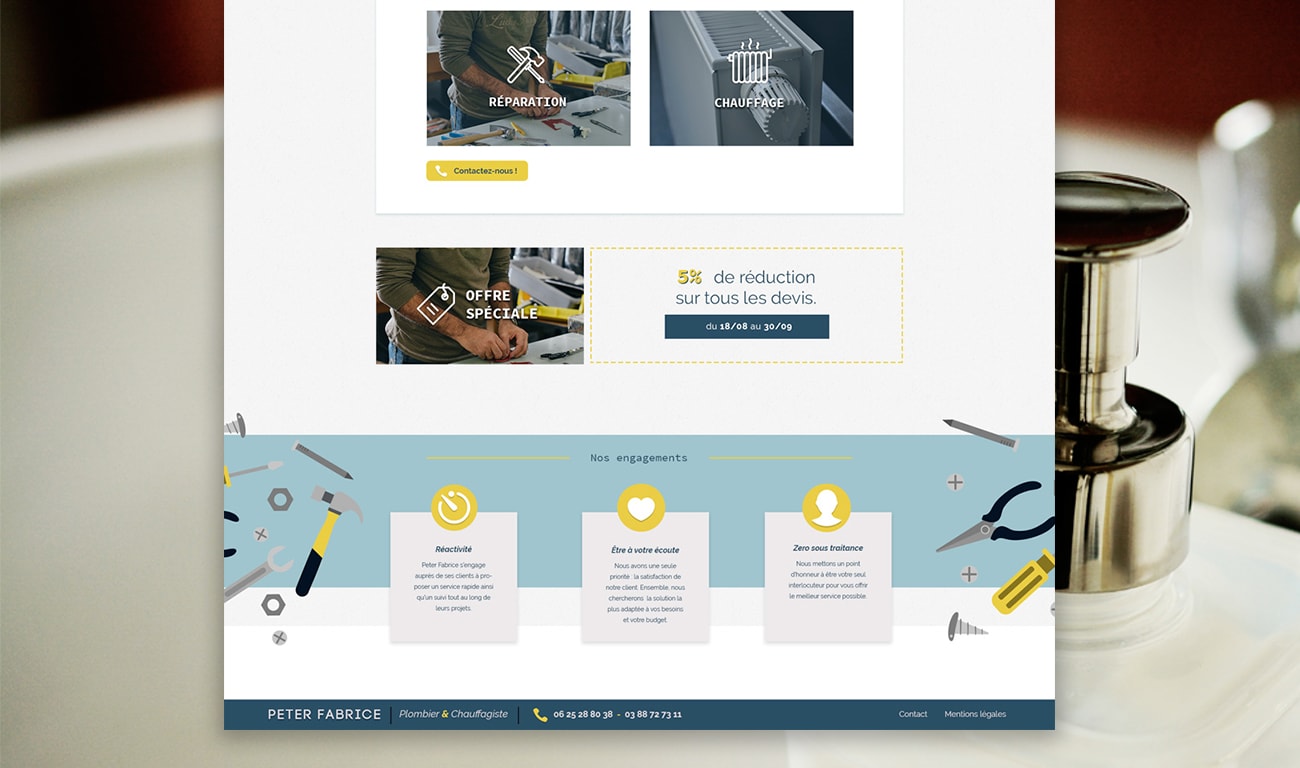 RÉPARATION
CHAUFFAGE
Contactez-nous !
OFFRE
SPÉCIALE
5% de réduction
sur tous les devis.
du 18/08 au 30/09
Nos engagements
Réactivité
Peter Fabrice s'engage
auprès de ses clients à pro-
poser un service rapide ainsi
qu'un suivi tout au long de
leurs projets.
Être à votre écoute
Nous avons une seule
priorité : la satisfaction de
notre client. Ensemble, nous
chercherons la solution la
plus adaptée à vos besoins
et votre budget.
Zero sous traitance
Nous mettons un point
d'honneur à être votre seul
interlocuteur pour vous offrir
le meilleur service possible.
PETER FABRICE
Plombier & Chauffagiste
06 25 28 80 38 - 03 88 72 73 11
Contact
Mentions légales